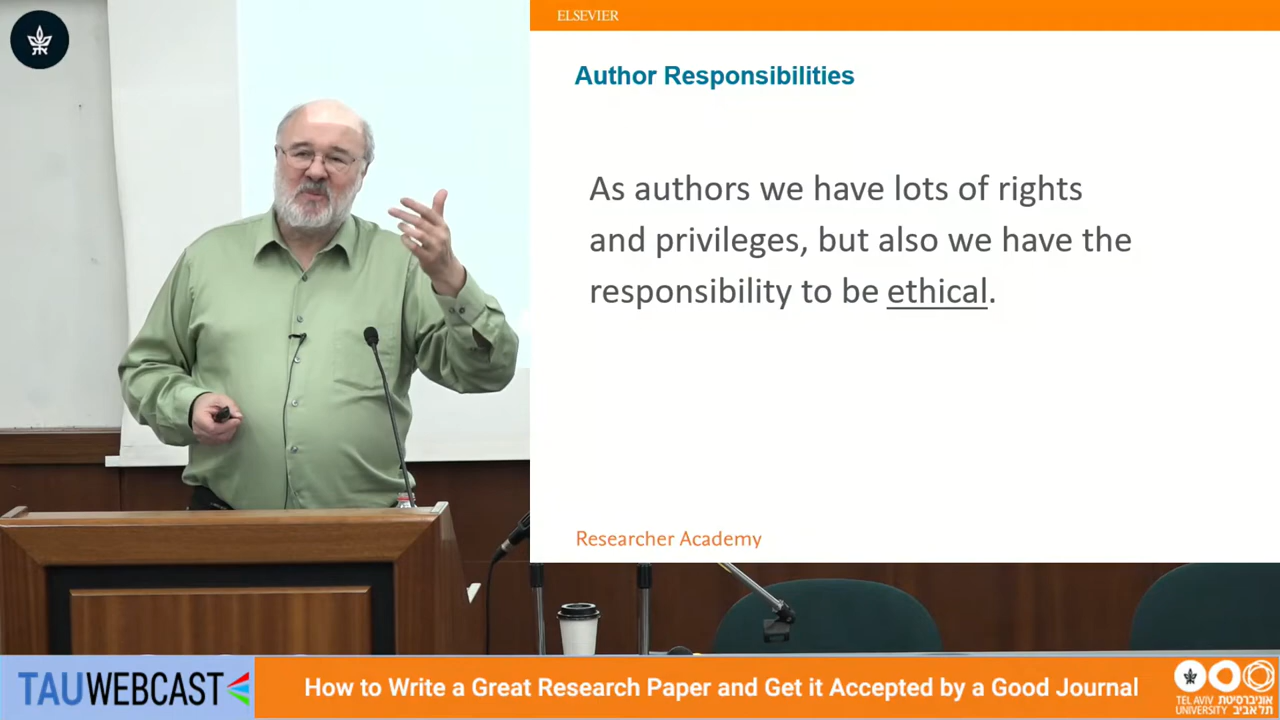 ELSEVIER
Author Responsibilities
As authors we have lots of rights
and privileges, but also we have the
responsibility to be ethical.
Researcher Academy
TAUWEBCAST
How to Write a Great Research Paper and Get it Accepted by a Good Journal
TEL AVIV אוניברסיטת
UNIVERSITY תל אביב